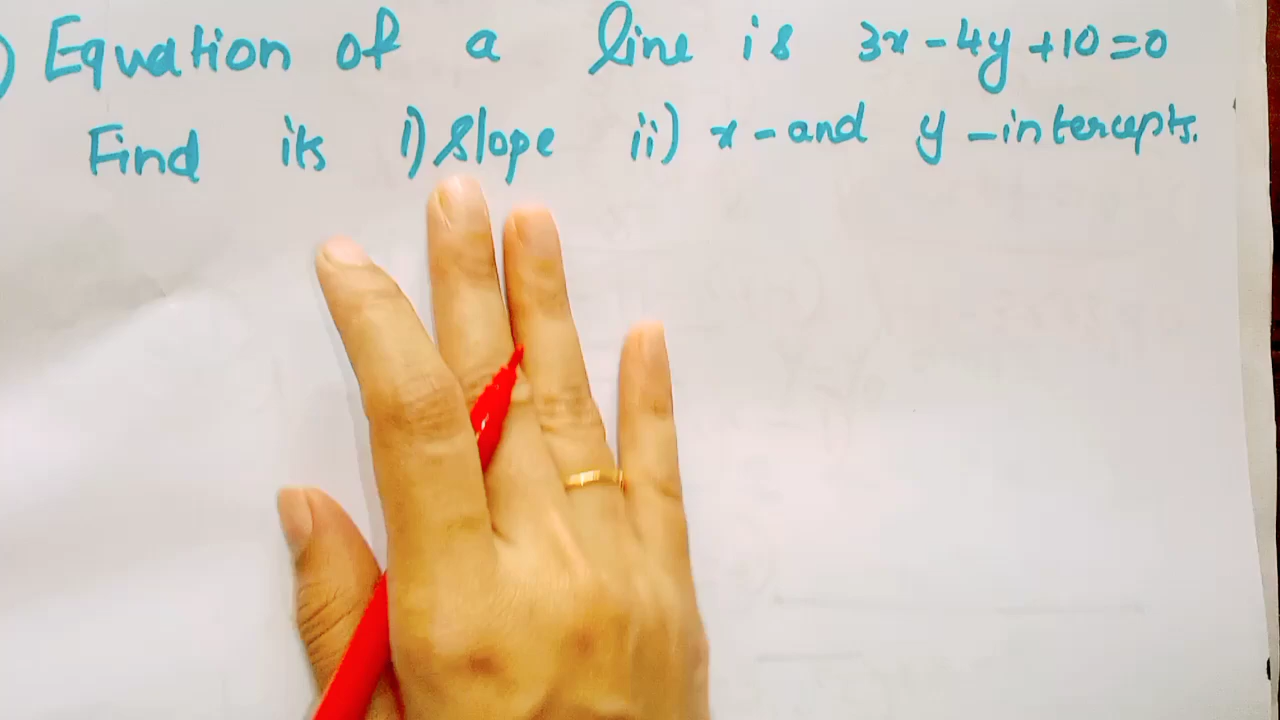 ) Equation of a line is 3x-4y+10=0
Find its i) Slope ii) x-and y-intercepts.